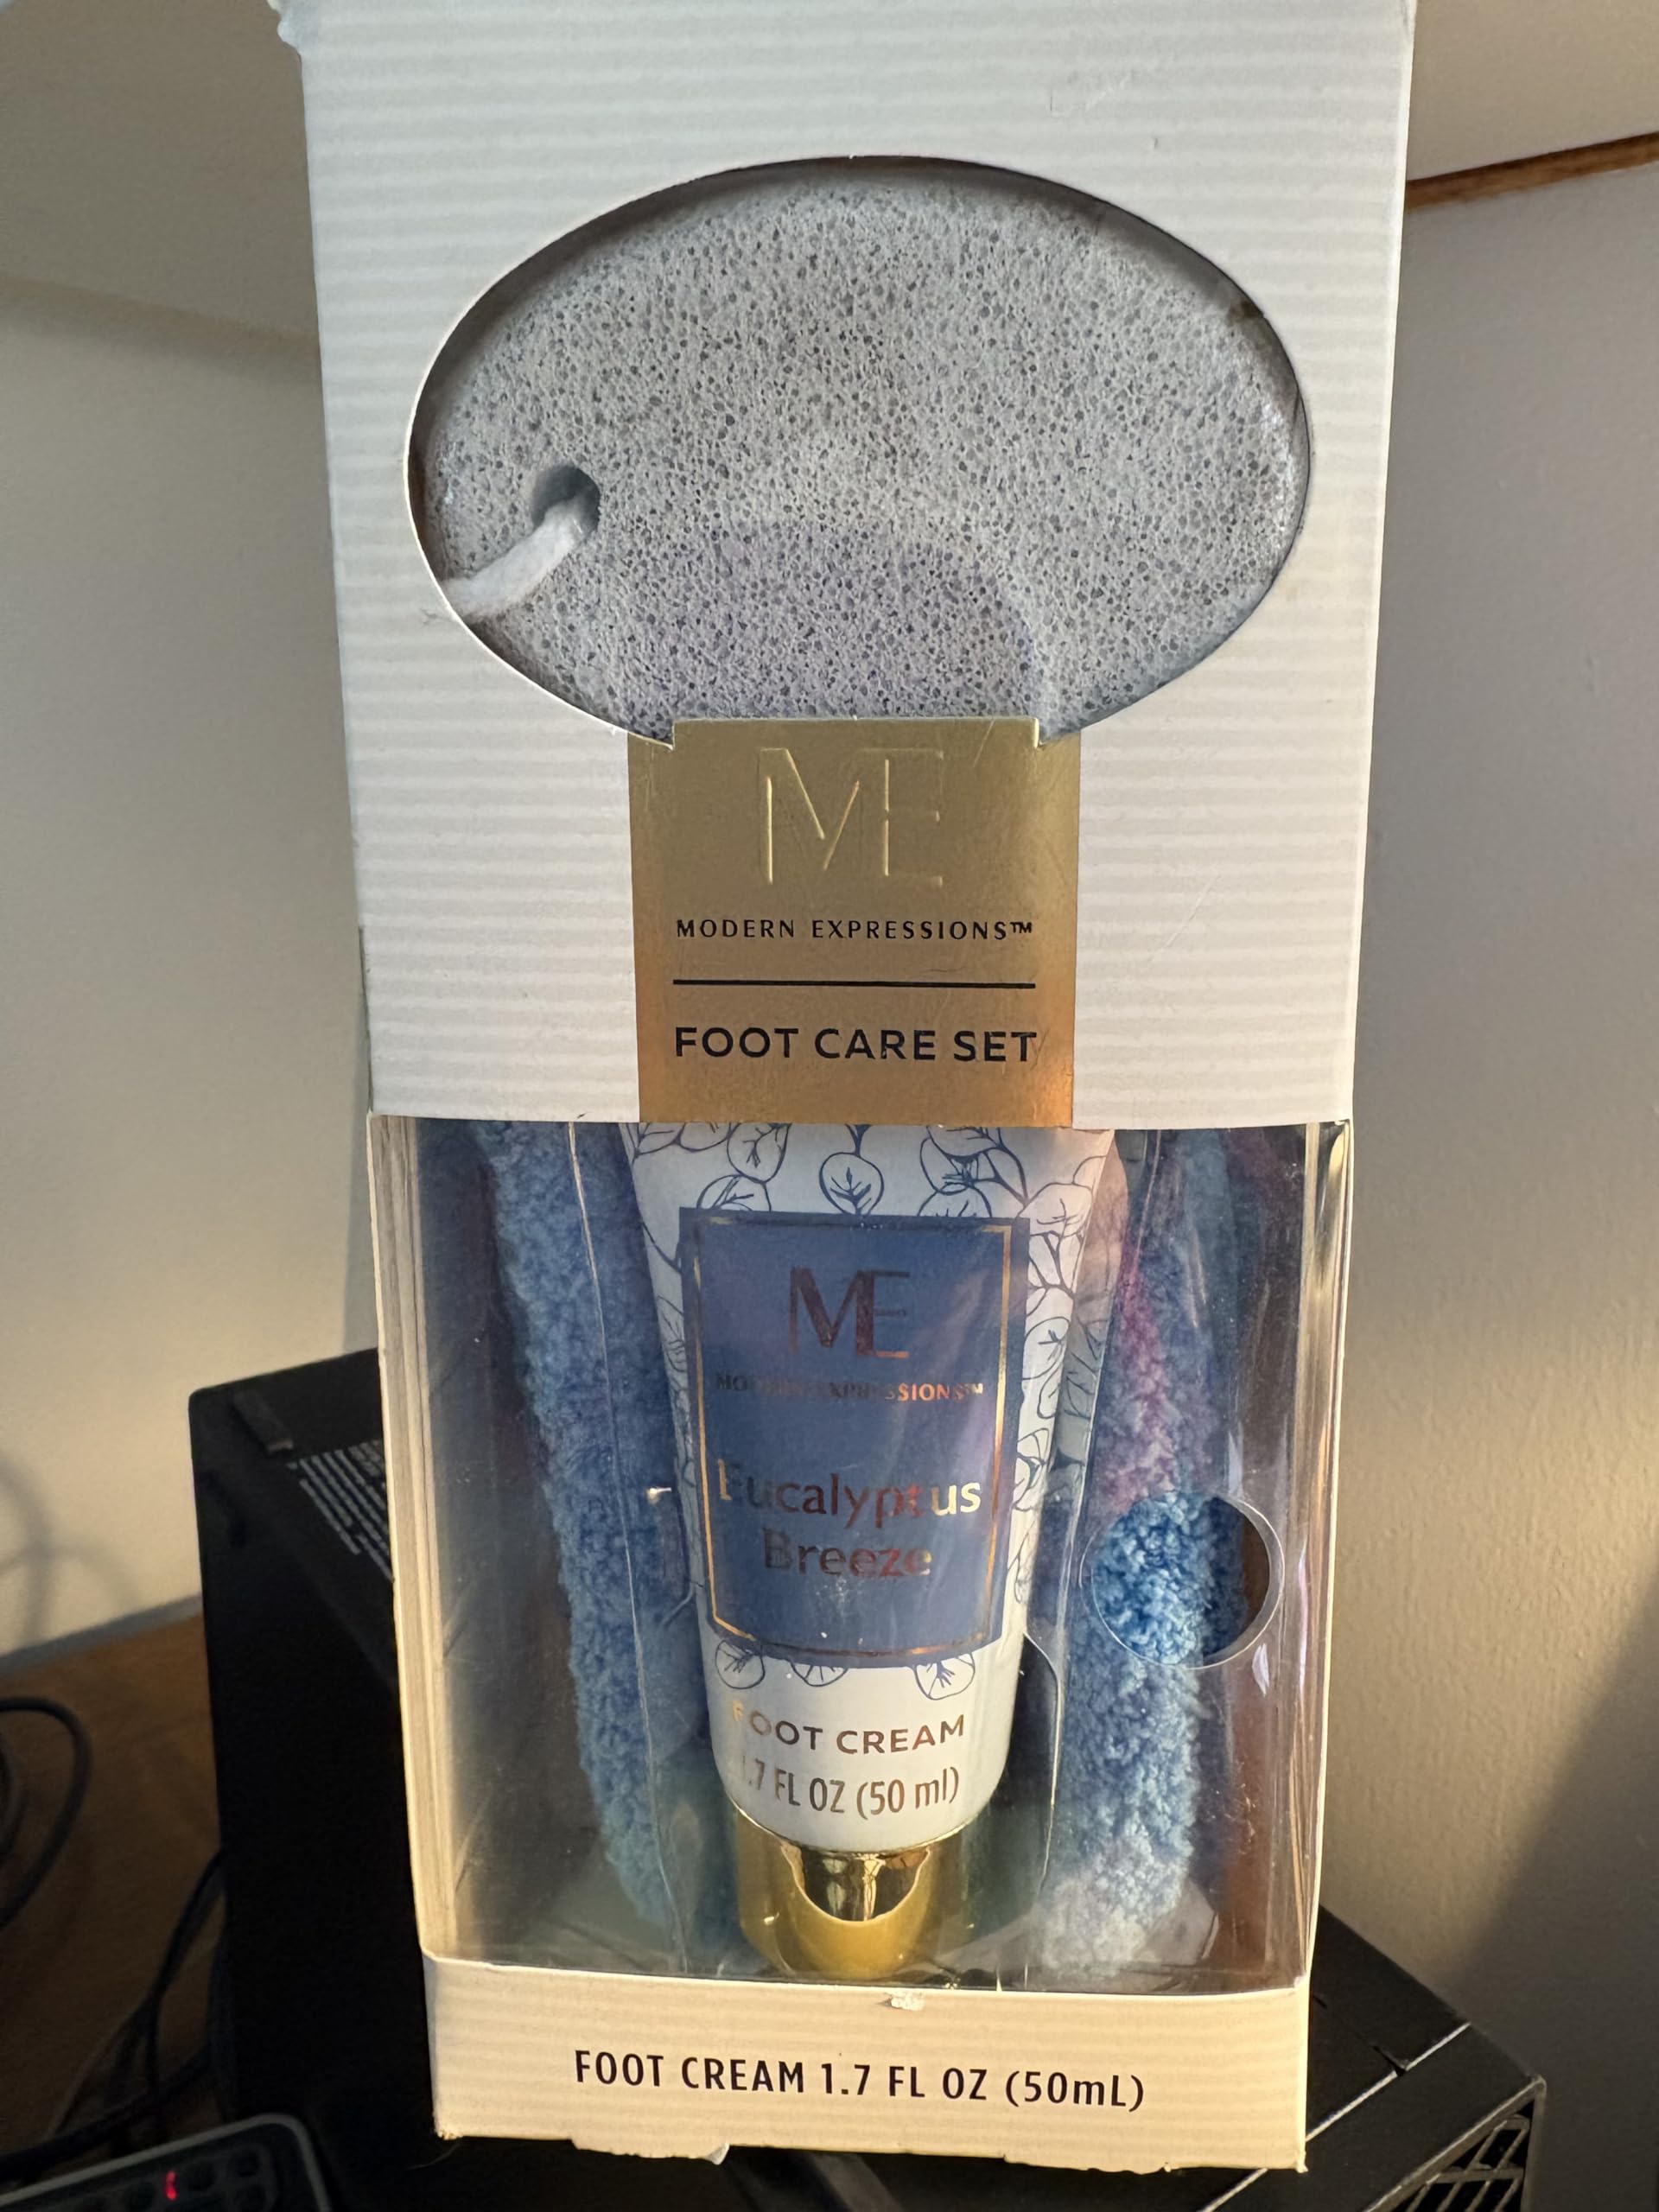 ME
MODERN EXPRESSIONS™
FOOT CARE SET
ME
MODERN EXPRESSIONS™
Eucalyptus
Breeze
FOOT CREAM
1.7 FL OZ (50 ml)
FOOT CREAM 1.7 FL OZ (50mL)